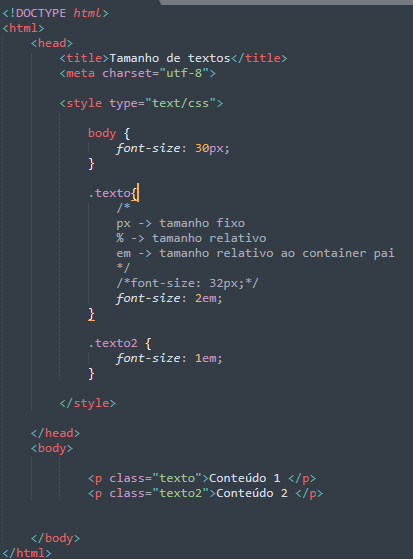 <!DOCTYPE html>
<html>
<head>
<title>Tamanho de textos</title>
<meta charset="utf-8">
<style type="text/css">
body {
font-size: 30px;
}
.texto{
/*
px -> tamanho fixo
% -> tamanho relativo
em -> tamanho relativo ao container pai
*/
/*font-size: 32px;*/
font-size: 2em;
}
.texto2 {
font-size: 1em;
}
</style>
</head>
<body>
<p class="texto">Conteúdo 1 </p>
<p class="texto2">Conteúdo 2 </p>
</body>
</html>